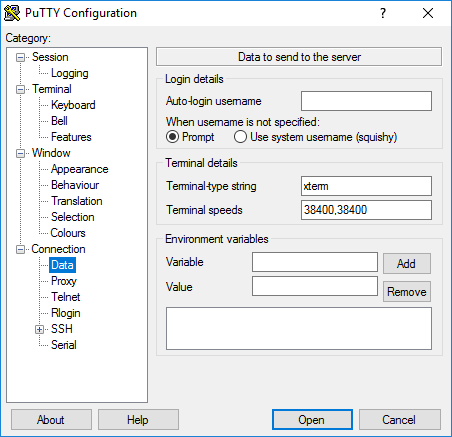 PuTTY Configuration
?
Category:
Session
Logging
Terminal
Keyboard
Bell
Features
Window
Appearance
Behaviour
Translation
Selection
Colours
Connection
Data
Proxy
Telnet
Rlogin
SSH
Serial
Data to send to the server
Login details
Auto-login username
When username is not specified:
Prompt Use system username (squishy)
Terminal details
Terminal-type string xterm
Terminal speeds 38400,38400
Environment variables
Variable Add
Value Remove
About Help Open Cancel